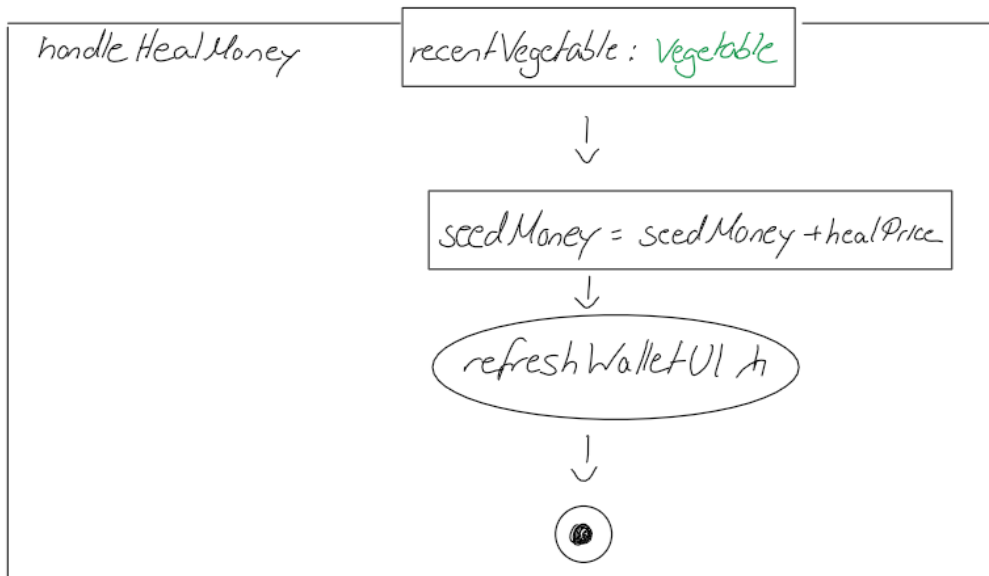 handleHealMoney
recentVegetable: Vegetable
seedMoney = seedMoney + healPrice
refreshWalletUI